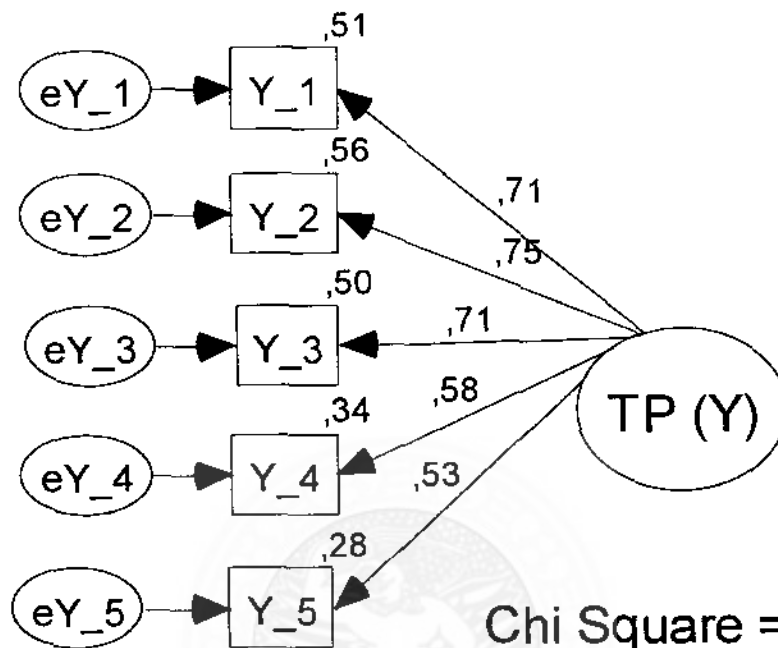 ,51
eY_1 Y_1
,71
,56
eY_2 Y_2
,75
,50
eY_3 Y_3
,71
TP (Y)
,34
,58
eY_4 Y_4
,53
,28
eY_5 Y_5
Chi Square =